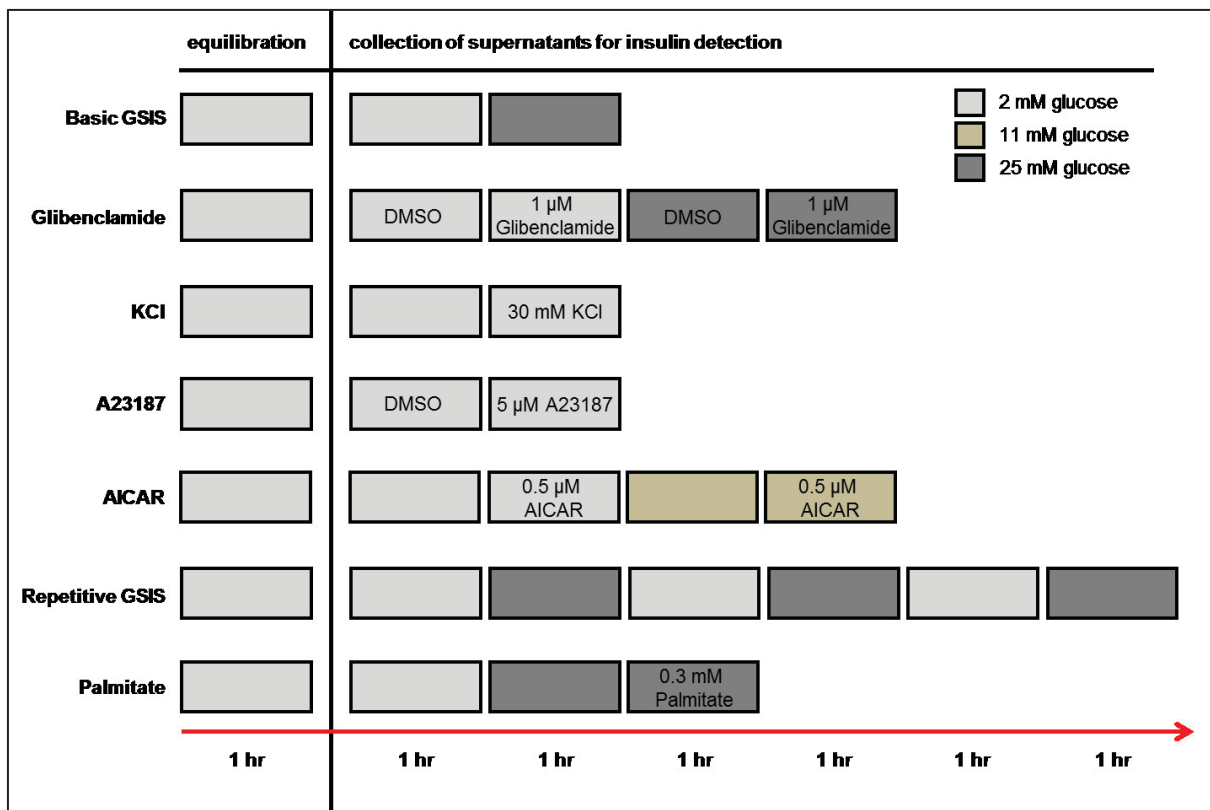 equilibration
collection of supernatants for insulin detection
2 mM glucose
11 mM glucose
25 mM glucose
Basic GSIS
Glibenclamide
DMSO
1 µM
Glibenclamide
DMSO
1 µM
Glibenclamide
KCl
30 mM KCl
A23187
DMSO
5 µM A23187
AICAR
0.5 µM
AICAR
0.5 µM
AICAR
Repetitive GSIS
Palmitate
0.3 mM
Palmitate
1 hr
1 hr
1 hr
1 hr
1 hr
1 hr
1 hr